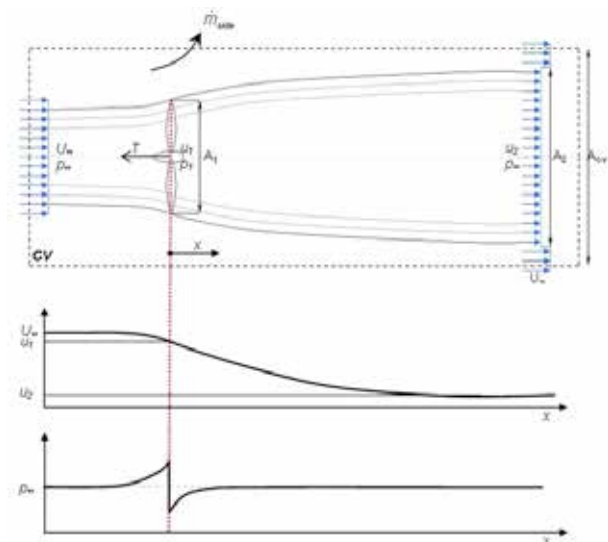 ṁside
U∞
p∞
T
u1
p1
A1
u2
p∞
A2
Acv
CV
x
U∞
U∞
u1
u2
x
p∞
x